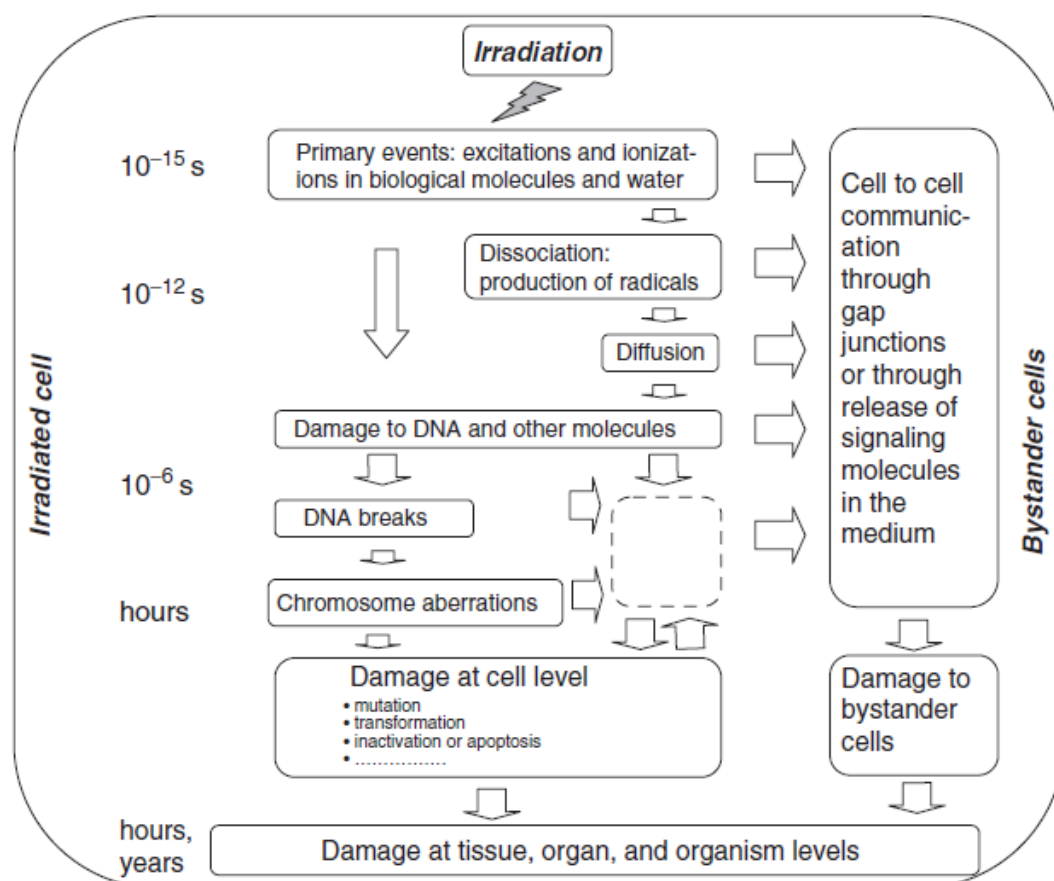 Irradiation
10⁻¹⁵ s
Primary events: excitations and ionizat-
ions in biological molecules and water
Dissociation:
production of radicals
10⁻¹² s
Diffusion
Damage to DNA and other molecules
10⁻⁶ s
DNA breaks
hours
Chromosome aberrations
Damage at cell level
• mutation
• transformation
• inactivation or apoptosis
• ................
Cell to cell
communic-
ation
through
gap
junctions
or through
release of
signaling
molecules
in the
medium
Damage to
bystander
cells
hours,
years
Damage at tissue, organ, and organism levels
Irradiated cell
Bystander cells